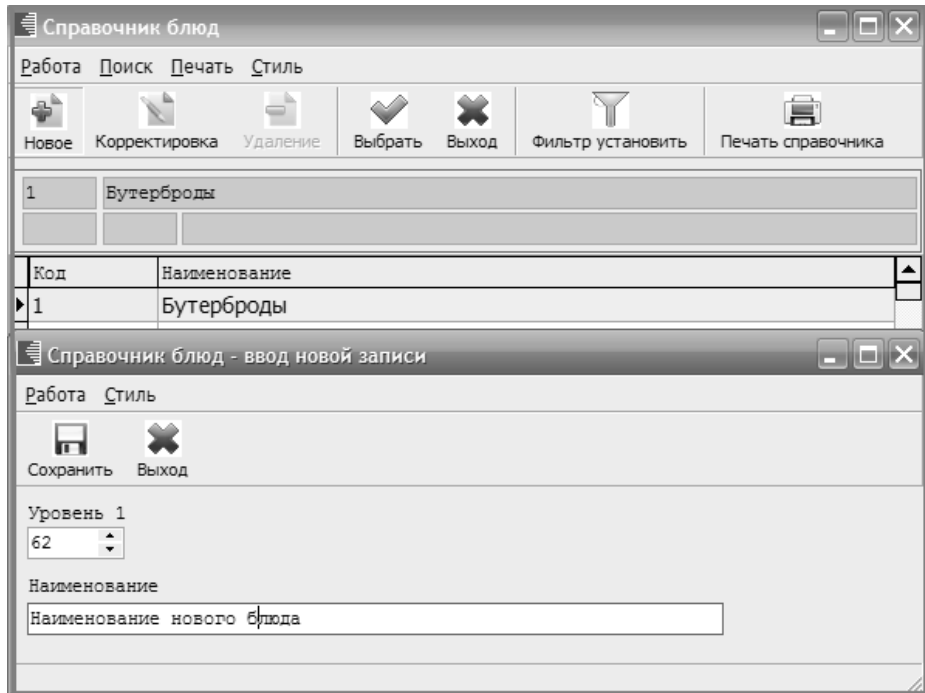 Справочник блюд
Работа Поиск Печать Стиль
Новое Корректировка Удаление Выбрать Выход Фильтр установить Печать справочника
1 Бутерброды
Код Наименование
1 Бутерброды
Справочник блюд - ввод новой записи
Работа Стиль
Сохранить Выход
Уровень 1
62
Наименование
Наименование нового блюда